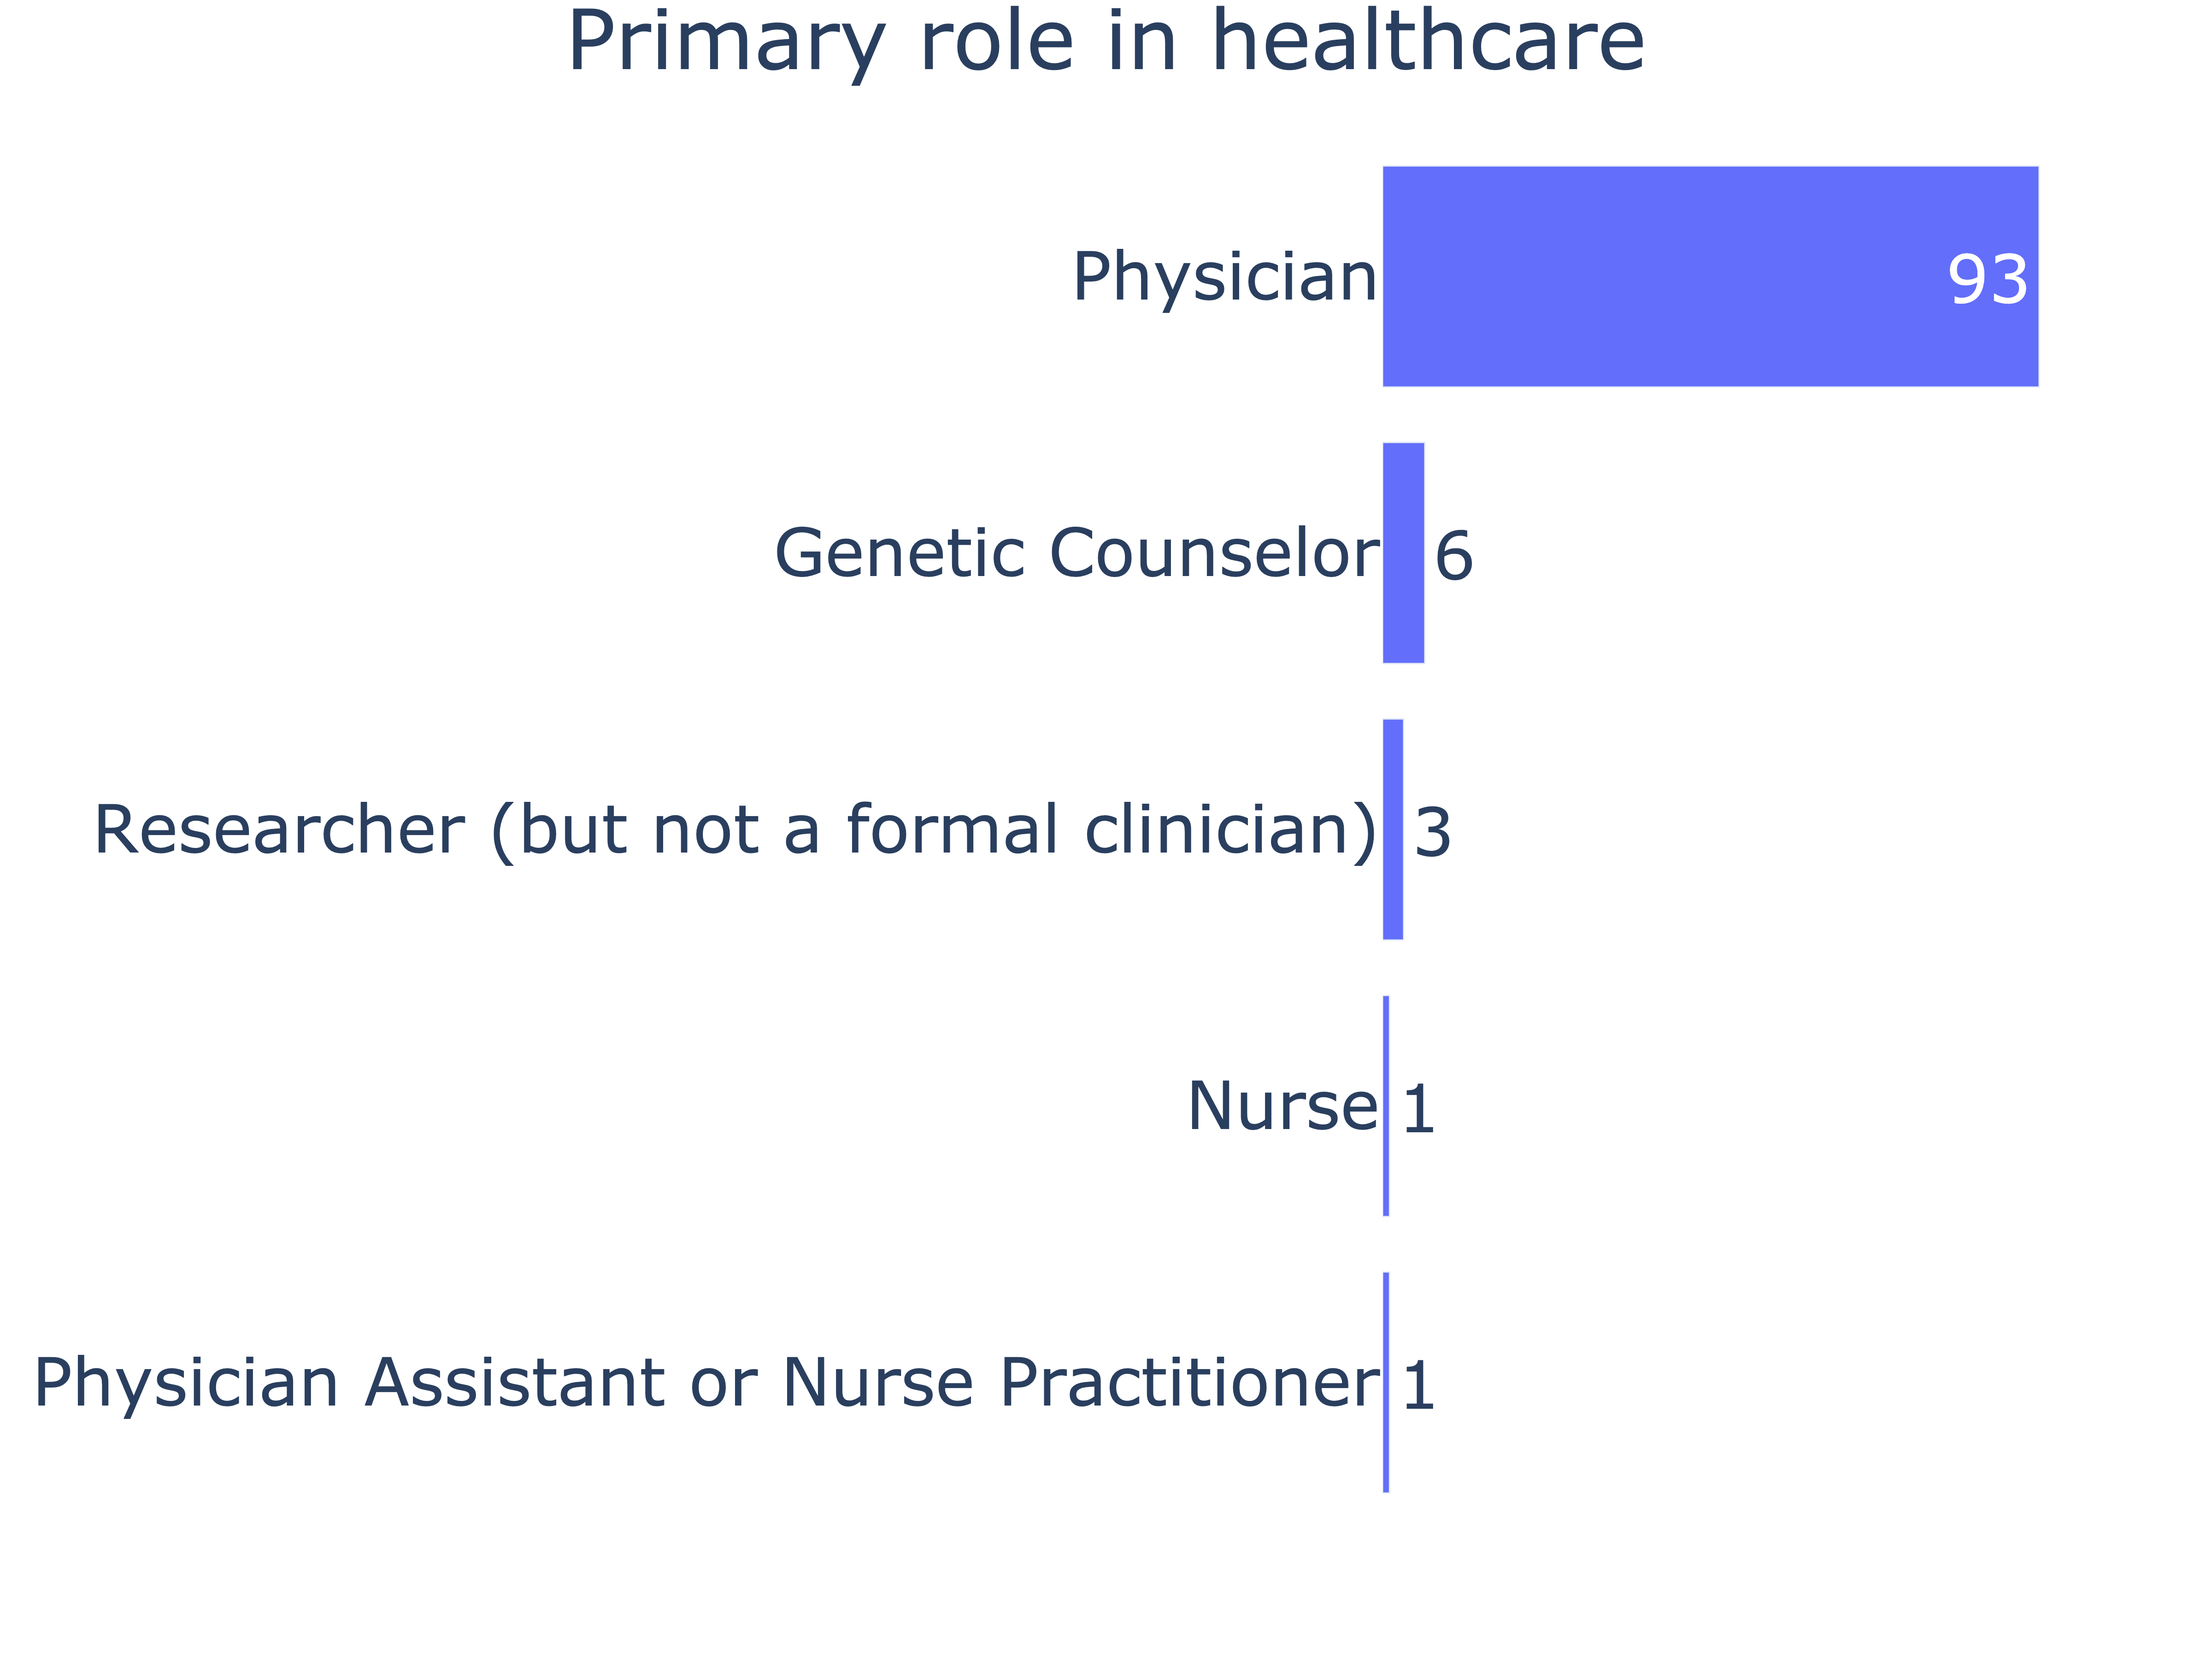 Primary role in healthcare
Physician 93
Genetic Counselor 6
Researcher (but not a formal clinician) 3
Nurse 1
Physician Assistant or Nurse Practitioner 1